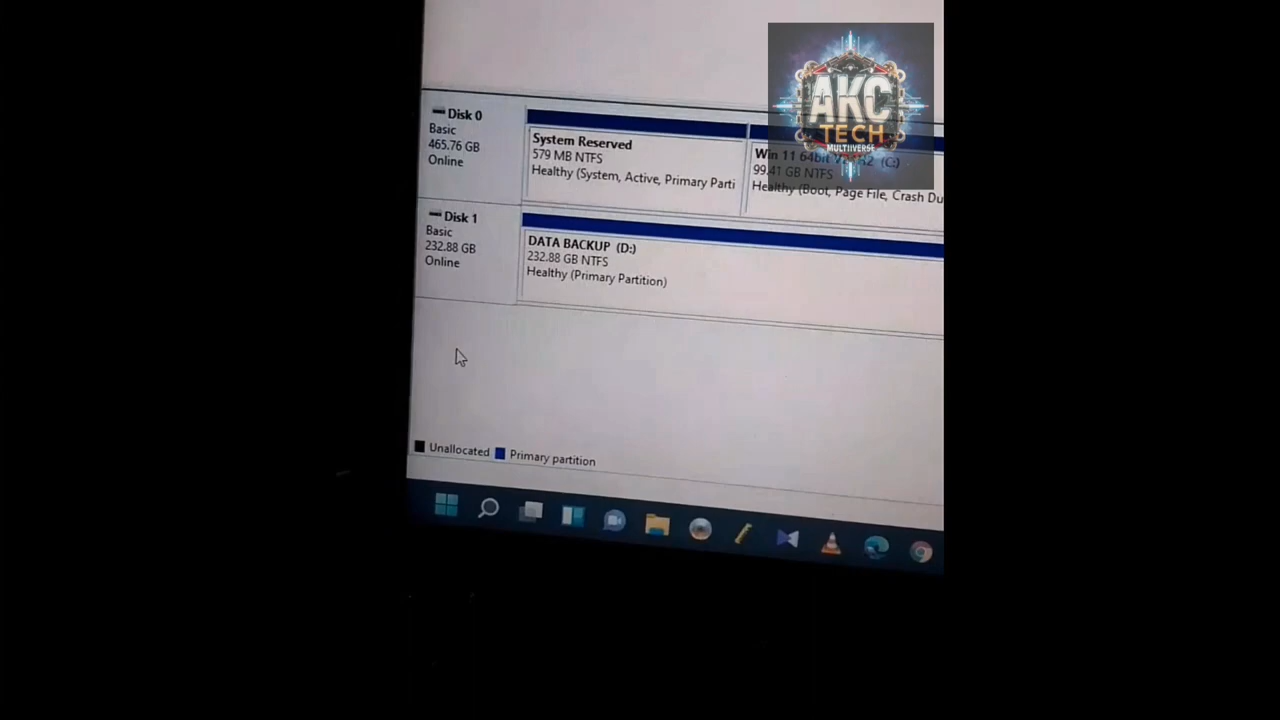 AKC
TECH
MULTIIVERSE
Disk 0
Basic
465.76 GB
Online
System Reserved
579 MB NTFS
Healthy (System, Active, Primary Parti
Win 11 64bit (C:)
99.41 GB NTFS
Healthy (Boot, Page File, Crash Du
Disk 1
Basic
232.88 GB
Online
DATA BACKUP (D:)
232.88 GB NTFS
Healthy (Primary Partition)
Unallocated
Primary partition